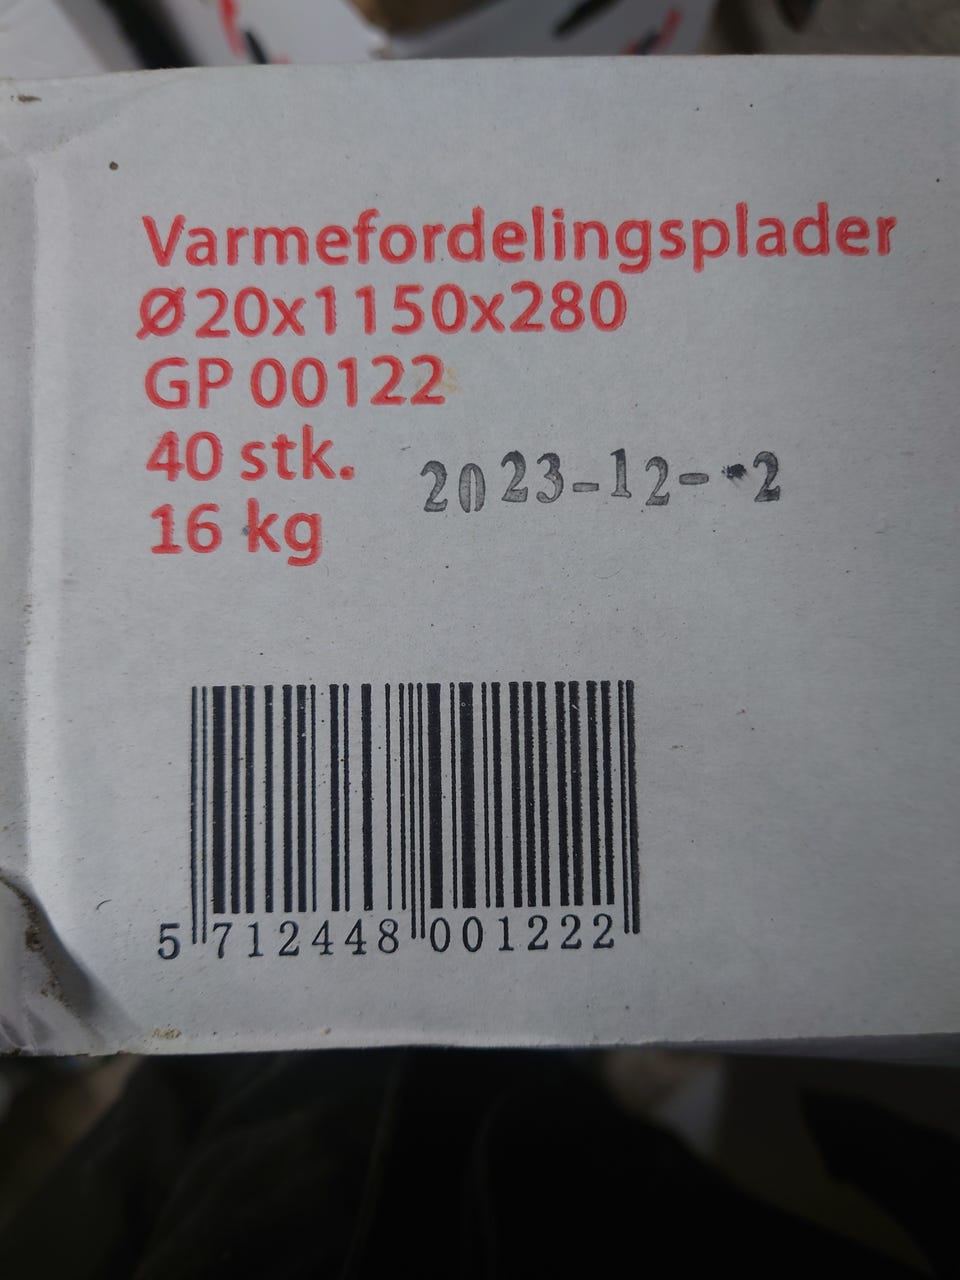 Varmefordelingsplader
Ø20x1150x280
GP 00122
40 stk.
2023-12-
16 kg
5 712448 001222